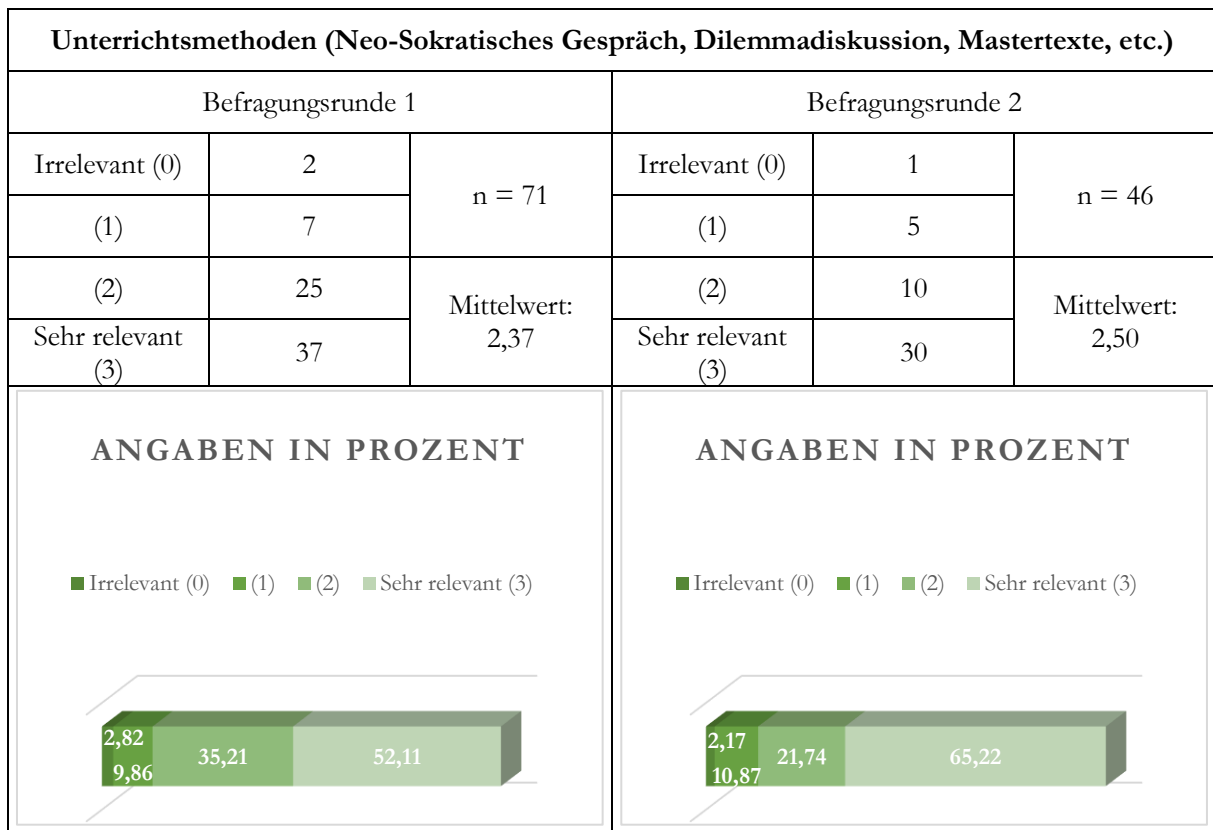 Unterrichtsmethoden (Neo-Sokratisches Gespräch, Dilemmadiskussion, Mastertexte, etc.)
Befragungsrunde 1
Befragungsrunde 2
Irrelevant (0)
2
n = 71
Irrelevant (0)
1
n = 46
(1)
7
(1)
5
(2)
25
Mittelwert:
2,37
(2)
10
Mittelwert:
2,50
Sehr relevant
(3)
37
Sehr relevant
(3)
30
ANGABEN IN PROZENT
Irrelevant (0) (1) (2) Sehr relevant (3)
2,82
9,86
35,21
52,11
ANGABEN IN PROZENT
Irrelevant (0) (1) (2) Sehr relevant (3)
2,17
10,87
21,74
65,22